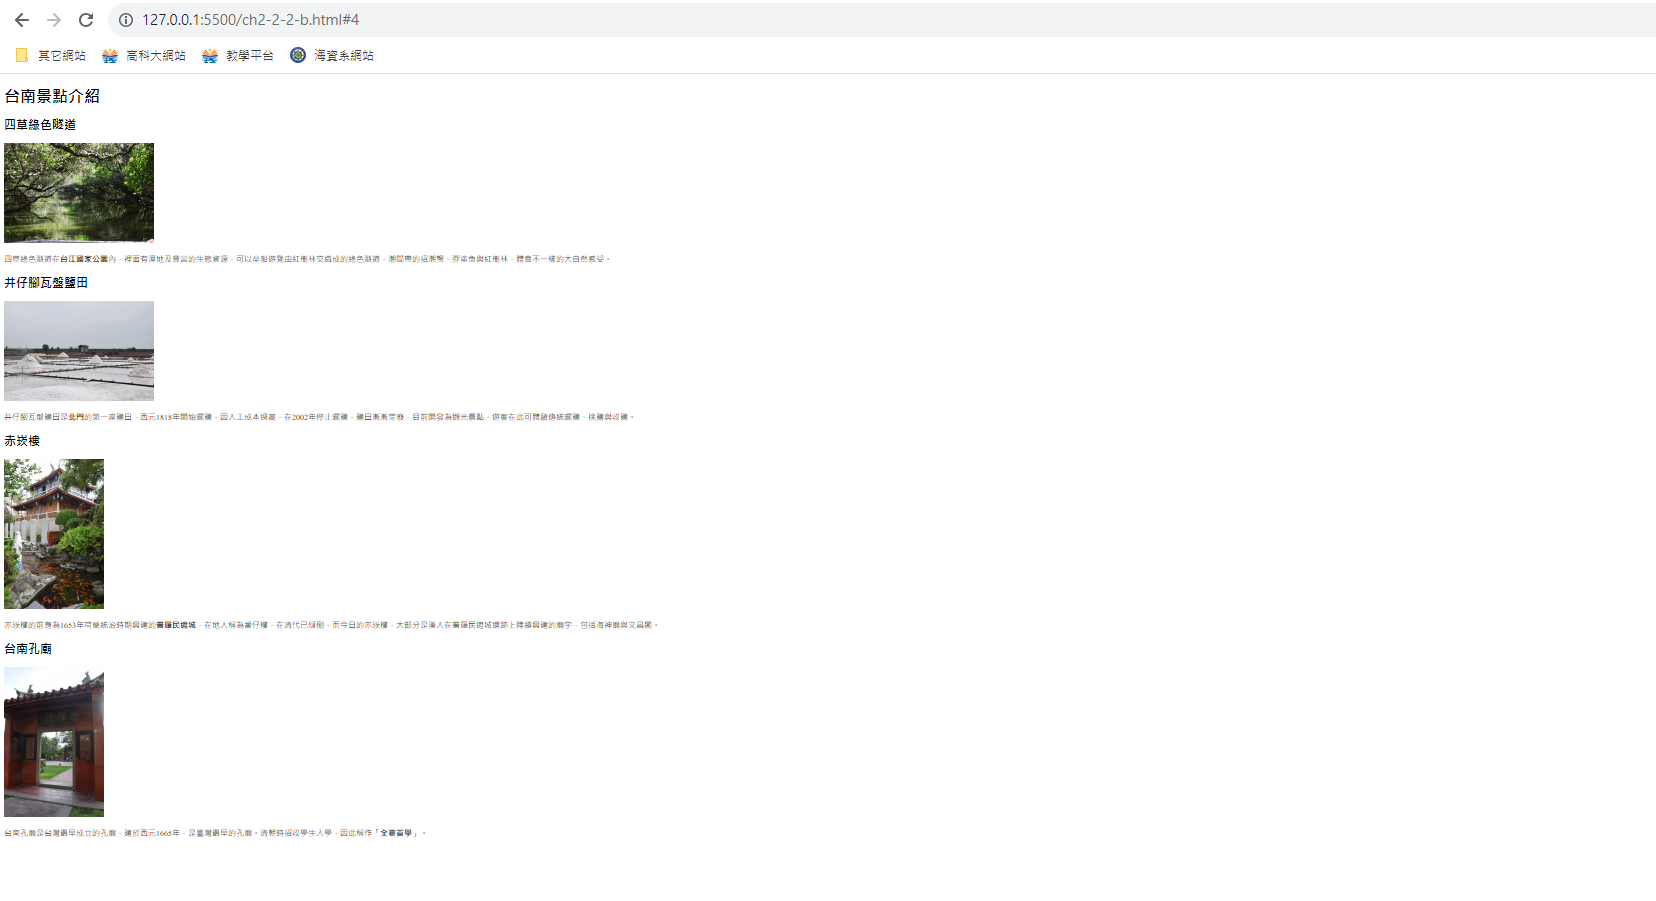 127.0.0.1:5500/ch2-2-2-b.html#4
其它網站 高科大網站 教學平台 海資系網站
台南景點介紹
四草綠色隧道
四草綠色隧道在台江國家公園內，裡面有濕地及豐富的生態資源，可以坐船遊覽由紅樹林交織成的綠色隧道，潮間帶的招潮蟹、彈塗魚與紅樹林，體會不一樣的大自然感受。
井仔腳瓦盤鹽田
井仔腳瓦盤鹽田是北門的第一座鹽田，西元1818年開始曬鹽，因人工成本過高，在2002年停止曬鹽，鹽田漸漸荒廢，目前開發為觀光景點，遊客在此可體驗傳統曬鹽、挑鹽與收鹽。
赤崁樓
赤崁樓的前身為1653年荷蘭統治時期興建的普羅民遮城，在地人稱為番仔樓，在清代已傾倒，而今日的赤崁樓，大部分是漢人在普羅民遮城遺跡上陸續興建的廟宇，包括海神廟與文昌閣。
台南孔廟
台南孔廟是台灣最早成立的孔廟，建於西元1665年，是臺灣最早的孔廟。清朝時招收學生入學，因此稱作「全臺首學」。